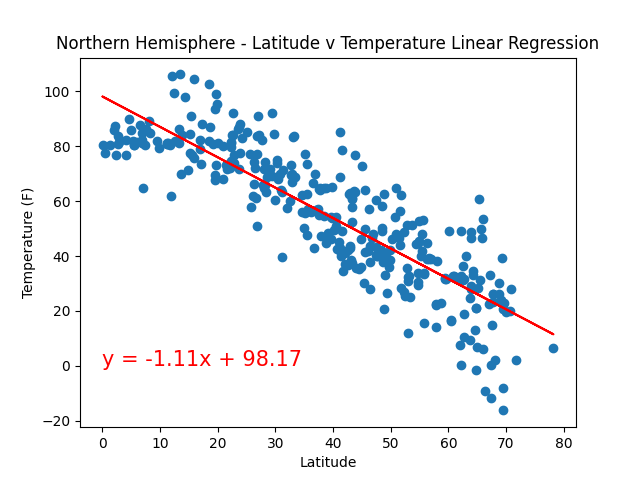 Northern Hemisphere - Latitude v Temperature Linear Regression
100
80
60
40
20
0
−20
Temperature (F)
y = -1.11x + 98.17
0 10 20 30 40 50 60 70 80
Latitude